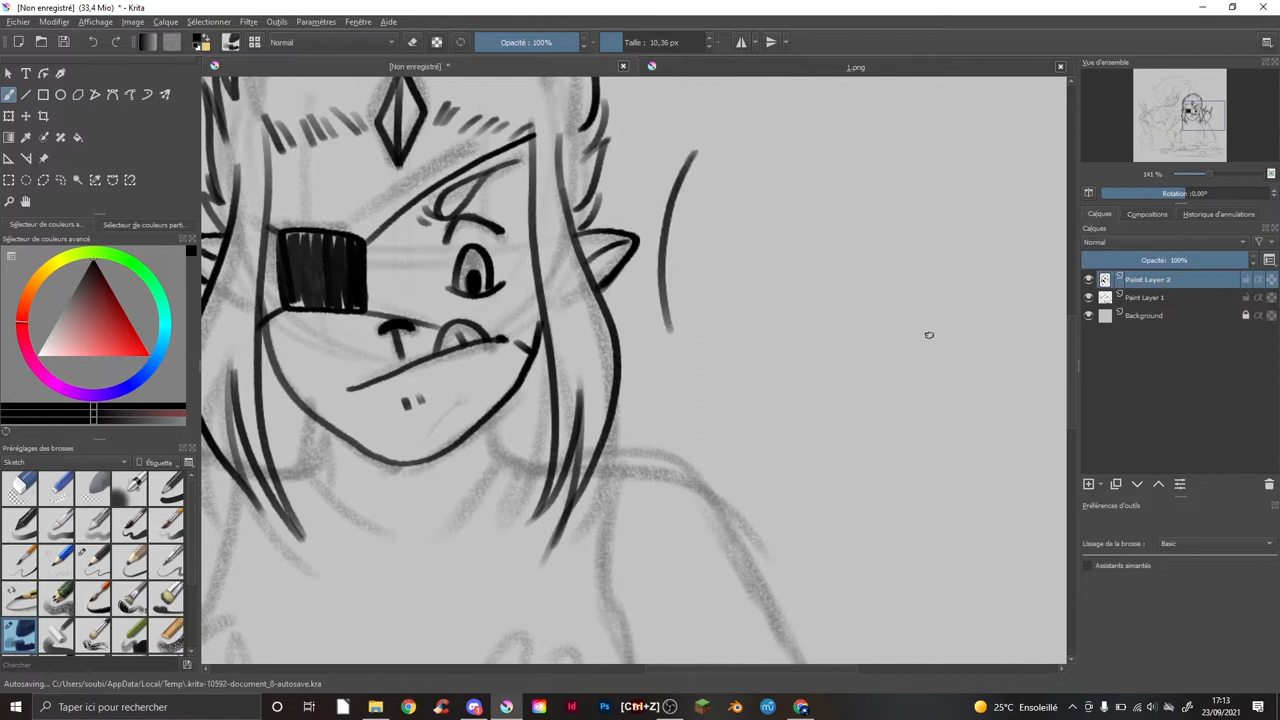 [Non enregistré] (33,4 Mio) * - Krita
Fichier Modifier Affichage Image Calque Sélectionner Filtre Outils Paramètres Fenêtre Aide
Normal Opacité : 100% Taille : 10,36 px
[Non enregistré] * 1.png Vue d'ensemble
141 %
Rotation : 0,00°
Sélecteur de couleurs a... Sélecteur de couleurs parti...
Sélecteur de couleurs avancé
Calques Compositions Historique d'annulations
Calques
Normal
Opacité: 100%
Paint Layer 2
Paint Layer 1
Background
Préréglages des brosses
Sketch Étiquette
Préférences d'outils
Lissage de la brosse : Basic
Assistants aimantés
Chercher
Autosaving... C:/Users/soubi/AppData/Local/Temp\.krita-10592-document_8-autosave.kra
Taper ici pour rechercher [Ctrl+Z] 25°C Ensoleillé 17:13
23/09/2021